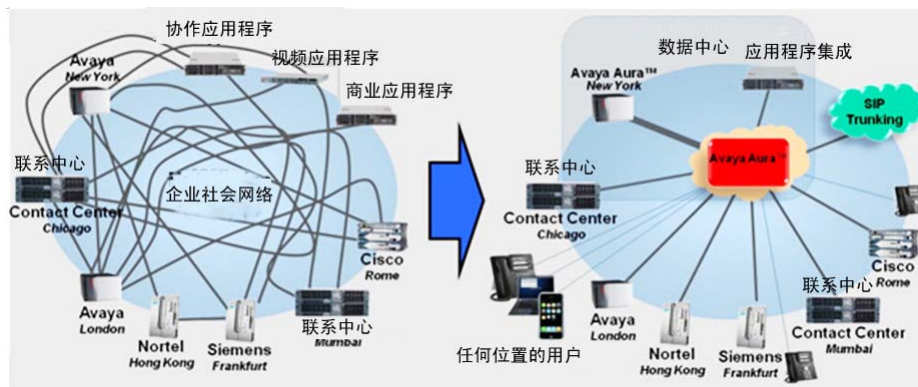 协作应用程序
Avaya
New York
视频应用程序
商业应用程序
联系中心
Contact Center
Chicago
企业社会网络
Cisco
Rome
Avaya
London
Nortel
Hong Kong
Siemens
Frankfurt
联系中心
Mumbai
数据中心
应用程序集成
Avaya Aura™
New York
SIP
Trunking
Avaya Aura™
联系中心
Contact Center
Chicago
Cisco
Rome
联系中心
Contact Center
Mumbai
任何位置的用户
Avaya
London
Nortel
Hong Kong
Siemens
Frankfurt